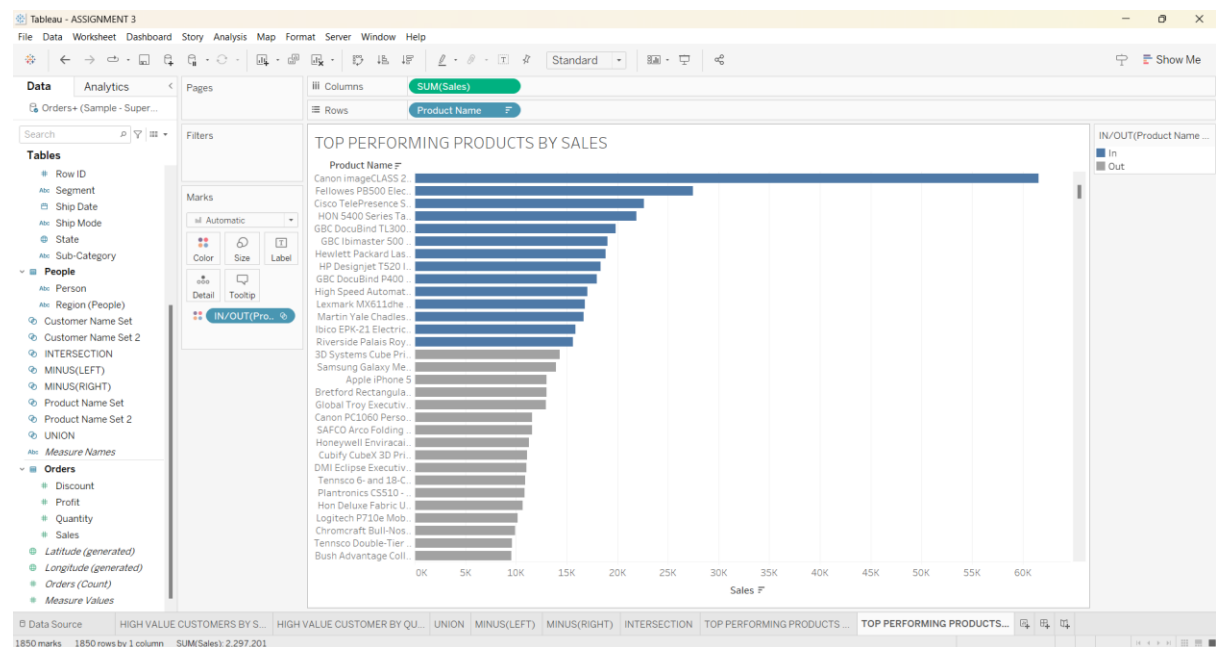 Tableau - ASSIGNMENT 3
File Data Worksheet Dashboard Story Analysis Map Format Server Window Help
Standard
Show Me
Data Analytics
Orders+ (Sample - Super...
Search
Tables
Row ID
Abc Segment
Ship Date
Abc Ship Mode
State
Abc Sub-Category
People
Abc Person
Abc Region (People)
Customer Name Set
Customer Name Set 2
INTERSECTION
MINUS(LEFT)
MINUS(RIGHT)
Product Name Set
Product Name Set 2
UNION
Abc Measure Names
Orders
Discount
Profit
Quantity
Sales
Latitude (generated)
Longitude (generated)
Orders (Count)
Measure Values
Pages
Filters
Marks
Automatic
Color Size Label
Detail Tooltip
IN/OUT(Pro..
Columns SUM(Sales)
Rows Product Name
TOP PERFORMING PRODUCTS BY SALES
Product Name
Canon imageCLASS 2..
Fellowes PB500 Elec..
Cisco TelePresence S..
HON 5400 Series Ta..
GBC DocuBind TL300..
GBC Ibimaster 500 ..
Hewlett Packard Las..
HP Designjet T520 I..
GBC DocuBind P400 ..
High Speed Automat..
Lexmark MX611dhe ..
Martin Yale Chadles..
Ibico EPK-21 Electric..
Riverside Palais Roy..
3D Systems Cube Pri..
Samsung Galaxy Me..
Apple iPhone 5
Bretford Rectangula..
Global Troy Executiv..
Canon PC1060 Perso..
SAFCO Arco Folding ..
Honeywell Enviracai..
Cubify CubeX 3D Pri..
DMI Eclipse Executiv..
Tennsco 6- and 18-C..
Plantronics CS510 - ..
Hon Deluxe Fabric U..
Logitech P710e Mob..
Chromcraft Bull-Nos..
Tennsco Double-Tier ..
Bush Advantage Coll..
0K 5K 10K 15K 20K 25K 30K 35K 40K 45K 50K 55K 60K
Sales
IN/OUT(Product Name ...
In
Out
Data Source HIGH VALUE CUSTOMERS BY S... HIGH VALUE CUSTOMER BY QU... UNION MINUS(LEFT) MINUS(RIGHT) INTERSECTION TOP PERFORMING PRODUCTS ... TOP PERFORMING PRODUCTS...
1850 marks 1850 rows by 1 column SUM(Sales): 2,297,201